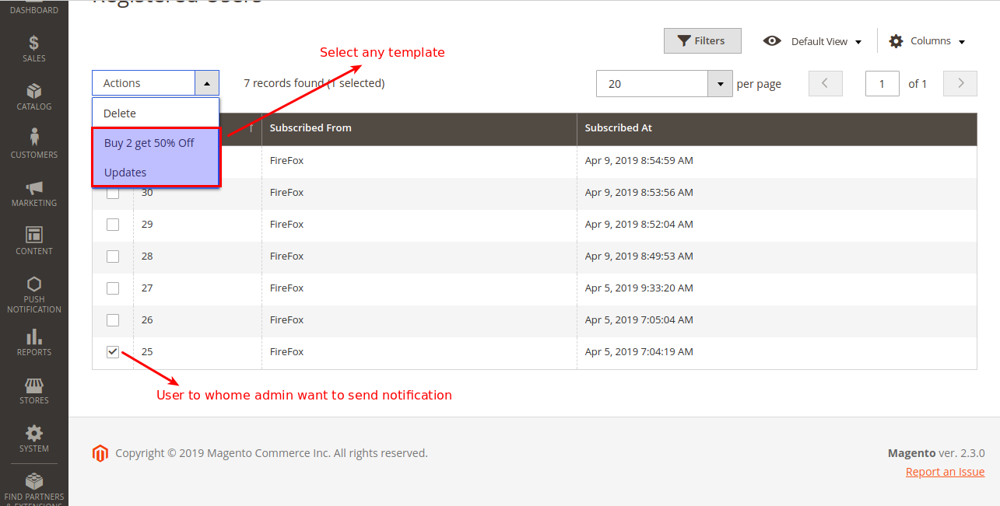 DASHBOARD
Registered Users
SALES
CATALOG
CUSTOMERS
MARKETING
CONTENT
PUSH
NOTIFICATION
REPORTS
STORES
SYSTEM
FIND PARTNERS
& EXTENSIONS
Filters
Default View
Columns
Select any template
Actions
7 records found (1 selected)
20
per page
1
of 1
Delete
Buy 2 get 50% Off
Updates
↑ Subscribed From Subscribed At
FireFox Apr 9, 2019 8:54:59 AM
30 FireFox Apr 9, 2019 8:53:56 AM
29 FireFox Apr 9, 2019 8:52:04 AM
28 FireFox Apr 9, 2019 8:49:53 AM
27 FireFox Apr 5, 2019 9:33:20 AM
26 FireFox Apr 5, 2019 7:05:04 AM
25 FireFox Apr 5, 2019 7:04:19 AM
User to whome admin want to send notification
Copyright © 2019 Magento Commerce Inc. All rights reserved.
Magento ver. 2.3.0
Report an Issue